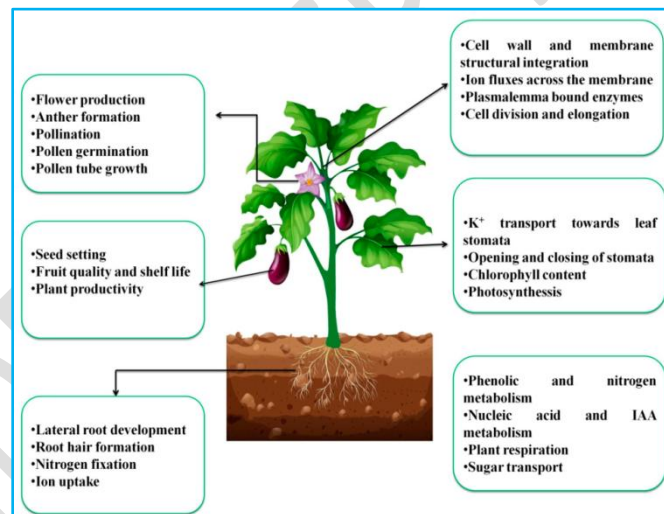 •Flower production
•Anther formation
•Pollination
•Pollen germination
•Pollen tube growth
•Seed setting
•Fruit quality and shelf life
•Plant productivity
•Lateral root development
•Root hair formation
•Nitrogen fixation
•Ion uptake
•Cell wall and membrane
structural integration
•Ion fluxes across the membrane
•Plasmalemma bound enzymes
•Cell division and elongation
•K⁺ transport towards leaf
stomata
•Opening and closing of stomata
•Chlorophyll content
•Photosynthessis
•Phenolic and nitrogen
metabolism
•Nucleic acid and IAA
metabolism
•Plant respiration
•Sugar transport